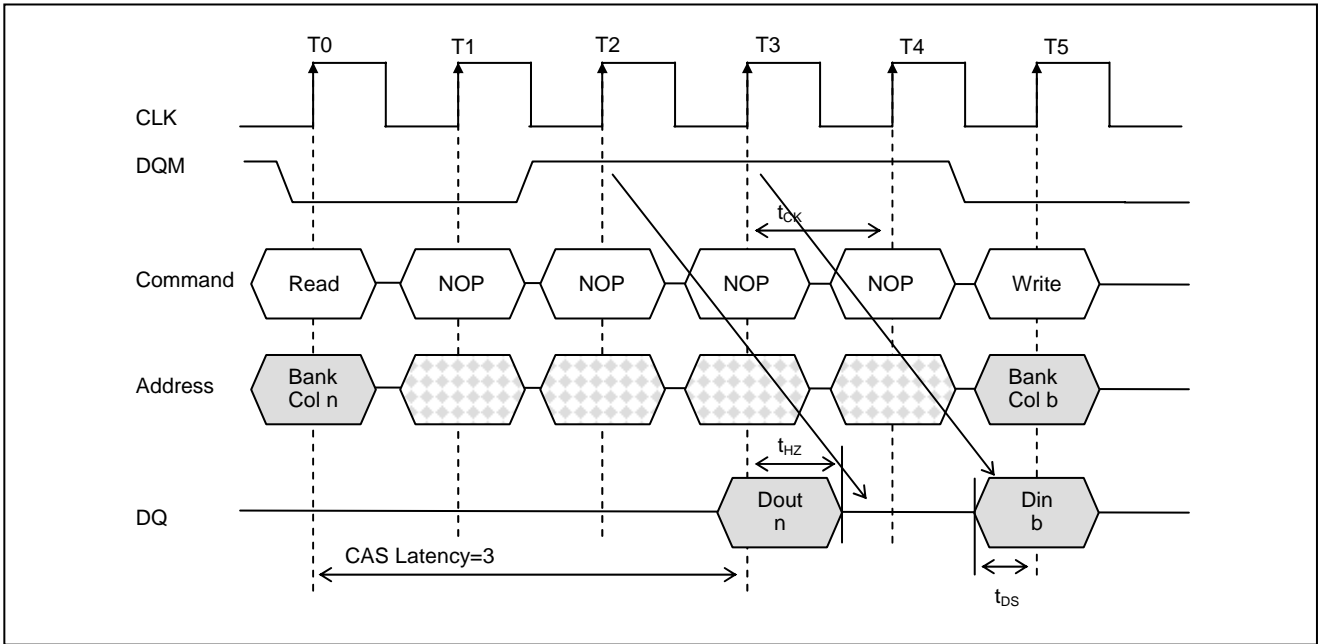 T0 T1 T2 T3 T4 T5
CLK
DQM
tCK
Command Read NOP NOP NOP NOP Write
Address Bank Col n Bank Col b
tHZ
DQ Dout n Din b
CAS Latency=3
tDS